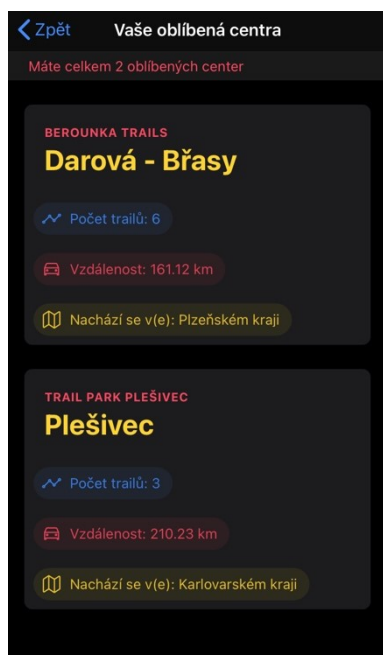 Zpět Vaše oblíbená centra
Máte celkem 2 oblíbených center
BEROUNKA TRAILS
Darová - Břasy
Počet trailů: 6
Vzdálenost: 161.12 km
Nachází se v(e): Plzeňském kraji
TRAIL PARK PLEŠIVEC
Plešivec
Počet trailů: 3
Vzdálenost: 210.23 km
Nachází se v(e): Karlovarském kraji